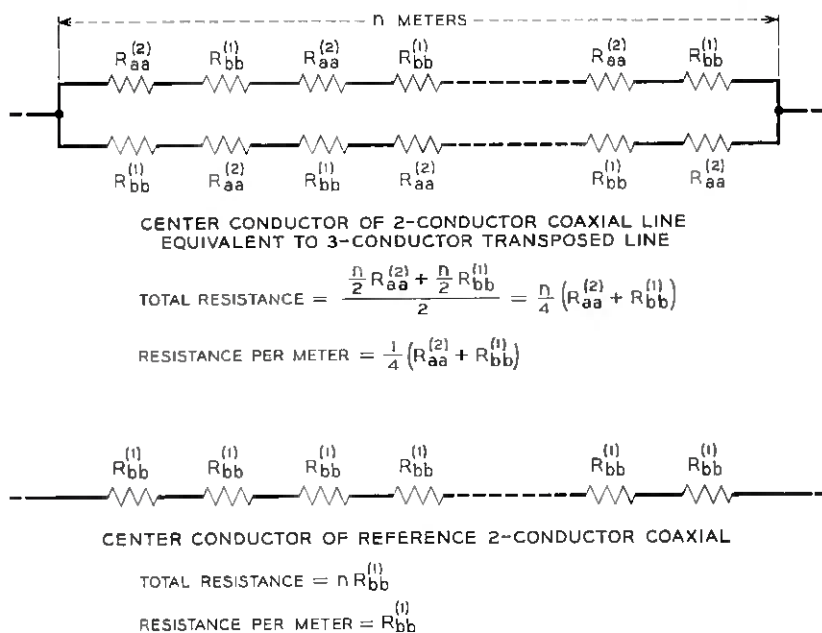 n METERS
R_aa^(2) R_bb^(1) R_aa^(2) R_bb^(1) R_aa^(2) R_bb^(1)
R_bb^(1) R_aa^(2) R_bb^(1) R_aa^(2) R_bb^(1) R_aa^(2)
CENTER CONDUCTOR OF 2-CONDUCTOR COAXIAL LINE
EQUIVALENT TO 3-CONDUCTOR TRANSPOSED LINE
TOTAL RESISTANCE = (n/2 R_aa^(2) + n/2 R_bb^(1))/2 = n/4 (R_aa^(2) + R_bb^(1))
RESISTANCE PER METER = 1/4 (R_aa^(2) + R_bb^(1))
R_bb^(1) R_bb^(1) R_bb^(1) R_bb^(1) R_bb^(1) R_bb^(1)
CENTER CONDUCTOR OF REFERENCE 2-CONDUCTOR COAXIAL
TOTAL RESISTANCE = n R_bb^(1)
RESISTANCE PER METER = R_bb^(1)